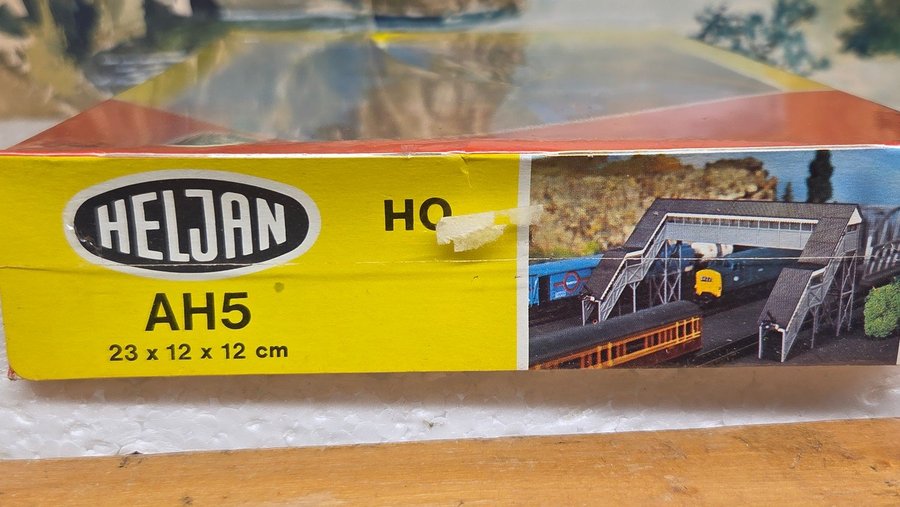 HELJAN
HO
AH5
23 x 12 x 12 cm